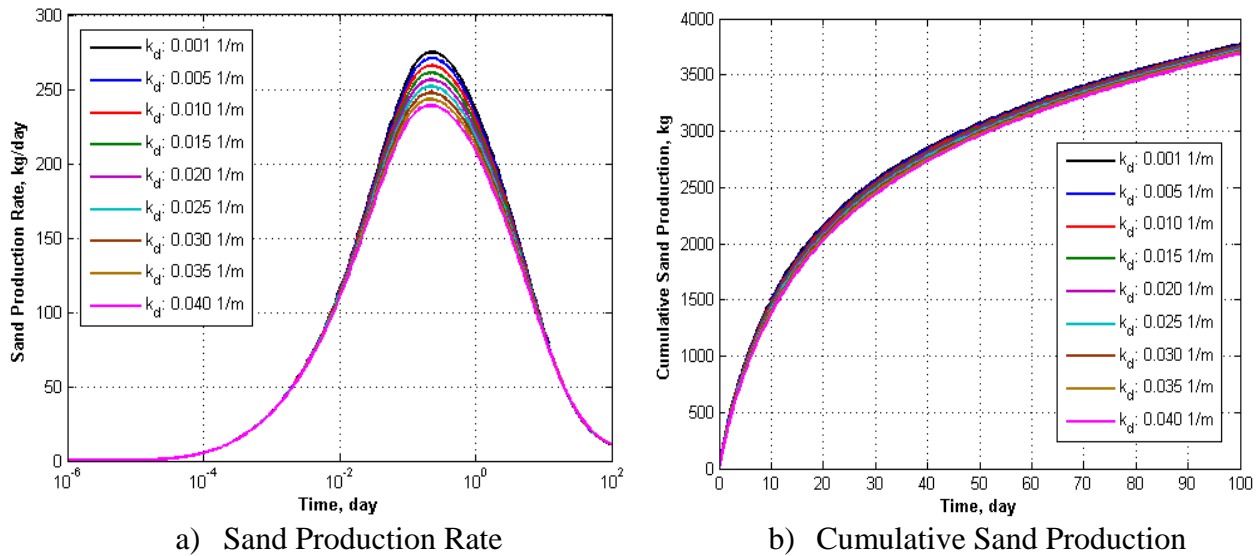 300
250
200
150
100
50
0
Sand Production Rate, kg/day
k_d: 0.001 1/m
k_d: 0.005 1/m
k_d: 0.010 1/m
k_d: 0.015 1/m
k_d: 0.020 1/m
k_d: 0.025 1/m
k_d: 0.030 1/m
k_d: 0.035 1/m
k_d: 0.040 1/m
10^-6 10^-4 10^-2 10^0 10^2
Time, day
a) Sand Production Rate
4000
3500
3000
2500
2000
1500
1000
500
0
Cumulative Sand Production, kg
k_d: 0.001 1/m
k_d: 0.005 1/m
k_d: 0.010 1/m
k_d: 0.015 1/m
k_d: 0.020 1/m
k_d: 0.025 1/m
k_d: 0.030 1/m
k_d: 0.035 1/m
k_d: 0.040 1/m
0 10 20 30 40 50 60 70 80 90 100
Time, day
b) Cumulative Sand Production